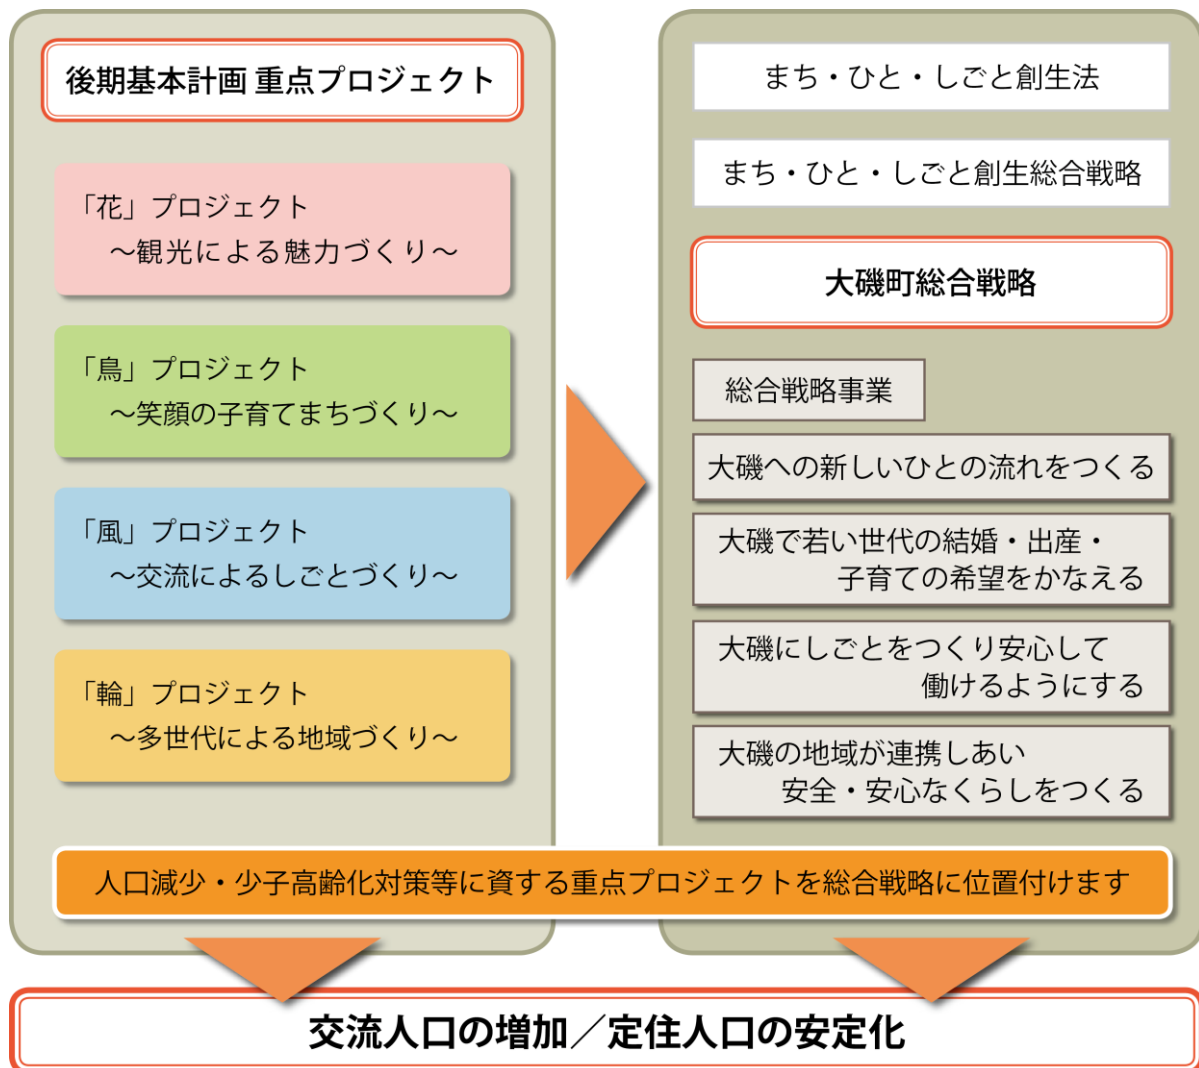 後期基本計画 重点プロジェクト
「花」プロジェクト
～観光による魅力づくり～
「鳥」プロジェクト
～笑顔の子育てまちづくり～
「風」プロジェクト
～交流によるしごとづくり～
「輪」プロジェクト
～多世代による地域づくり～
まち・ひと・しごと創生法
まち・ひと・しごと創生総合戦略
大磯町総合戦略
総合戦略事業
大磯への新しいひとの流れをつくる
大磯で若い世代の結婚・出産・
子育ての希望をかなえる
大磯にしごとをつくり安心して
働けるようにする
大磯の地域が連携しあい
安全・安心なくらしをつくる
人口減少・少子高齢化対策等に資する重点プロジェクトを総合戦略に位置付けます
交流人口の増加／定住人口の安定化